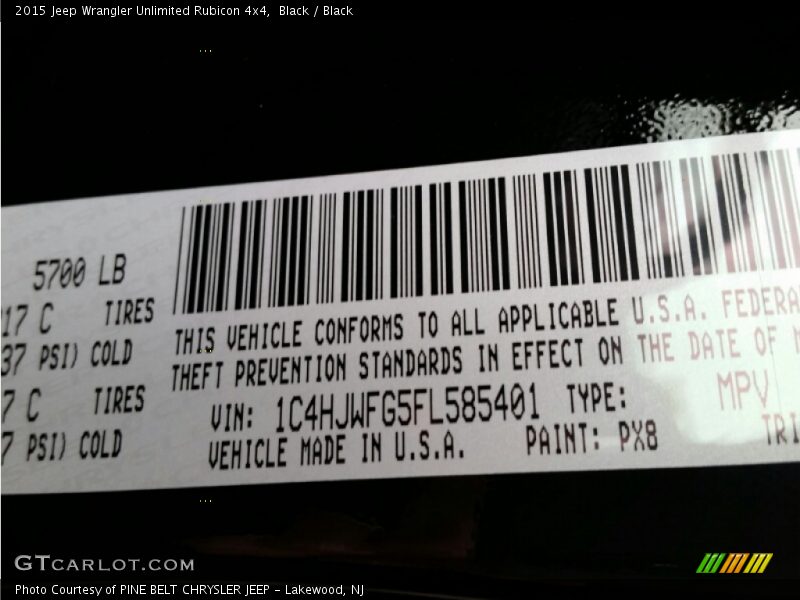 2015 Jeep Wrangler Unlimited Rubicon 4x4,  Black / Black
5700 LB
17 C TIRES
37 PSI) COLD
7 C TIRES
7 PSI) COLD
THIS VEHICLE CONFORMS TO ALL APPLICABLE U.S.A. FEDERA
THEFT PREVENTION STANDARDS IN EFFECT ON THE DATE OF M
VIN: 1C4HJWFG5FL585401 TYPE: MPV
VEHICLE MADE IN U.S.A. PAINT: PX8 TRI
GTCARLOT.COM
Photo Courtesy of PINE BELT CHRYSLER JEEP – Lakewood, NJ